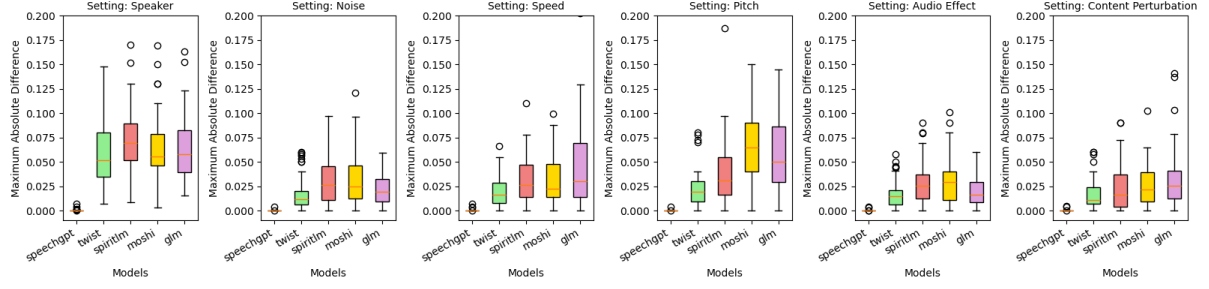 Setting: Speaker
Maximum Absolute Difference
0.200
0.175
0.150
0.125
0.100
0.075
0.050
0.025
0.000
speechgpt
twist
spiritlm
moshi
glm
Models
Setting: Noise
Maximum Absolute Difference
0.200
0.175
0.150
0.125
0.100
0.075
0.050
0.025
0.000
speechgpt
twist
spiritlm
moshi
glm
Models
Setting: Speed
Maximum Absolute Difference
0.200
0.175
0.150
0.125
0.100
0.075
0.050
0.025
0.000
speechgpt
twist
spiritlm
moshi
glm
Models
Setting: Pitch
Maximum Absolute Difference
0.200
0.175
0.150
0.125
0.100
0.075
0.050
0.025
0.000
speechgpt
twist
spiritlm
moshi
glm
Models
Setting: Audio Effect
Maximum Absolute Difference
0.200
0.175
0.150
0.125
0.100
0.075
0.050
0.025
0.000
speechgpt
twist
spiritlm
moshi
glm
Models
Setting: Content Perturbation
Maximum Absolute Difference
0.200
0.175
0.150
0.125
0.100
0.075
0.050
0.025
0.000
speechgpt
twist
spiritlm
moshi
glm
Models